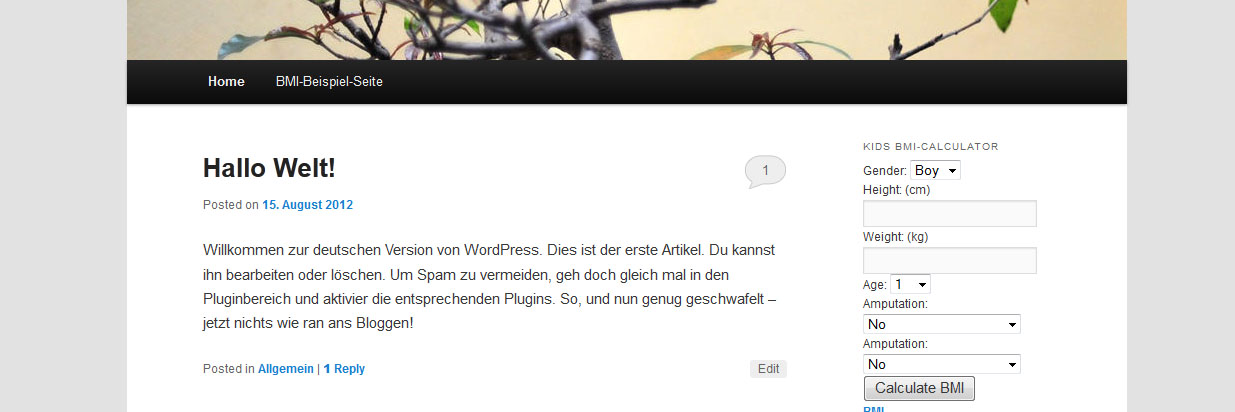 Home BMI-Beispiel-Seite
Hallo Welt!
1
Posted on 15. August 2012
Willkommen zur deutschen Version von WordPress. Dies ist der erste Artikel. Du kannst
ihn bearbeiten oder löschen. Um Spam zu vermeiden, geh doch gleich mal in den
Pluginbereich und aktivier die entsprechenden Plugins. So, und nun genug geschwafelt –
jetzt nichts wie ran ans Bloggen!
Posted in Allgemein | 1 Reply
Edit
KIDS BMI-CALCULATOR
Gender: Boy
Height: (cm)
Weight: (kg)
Age: 1
Amputation:
No
Amputation:
No
Calculate BMI
BMI